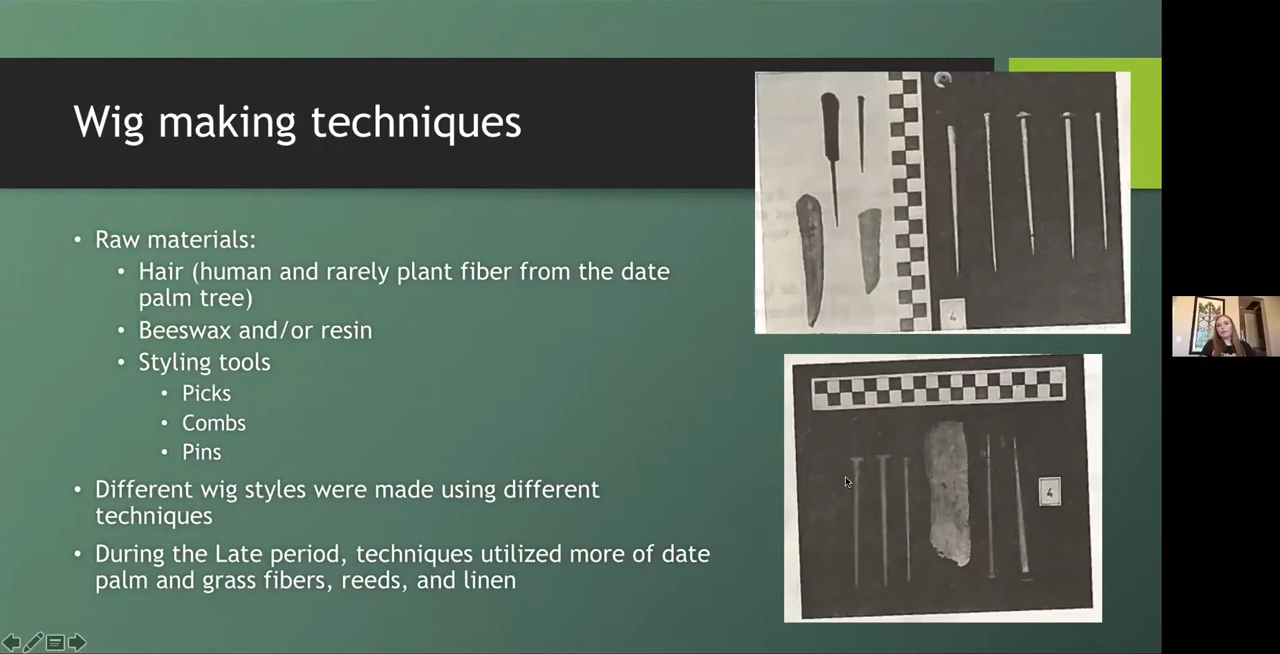 Wig making techniques
• Raw materials:
• Hair (human and rarely plant fiber from the date
palm tree)
• Beeswax and/or resin
• Styling tools
• Picks
• Combs
• Pins
• Different wig styles were made using different
techniques
• During the Late period, techniques utilized more of date
palm and grass fibers, reeds, and linen
4
4